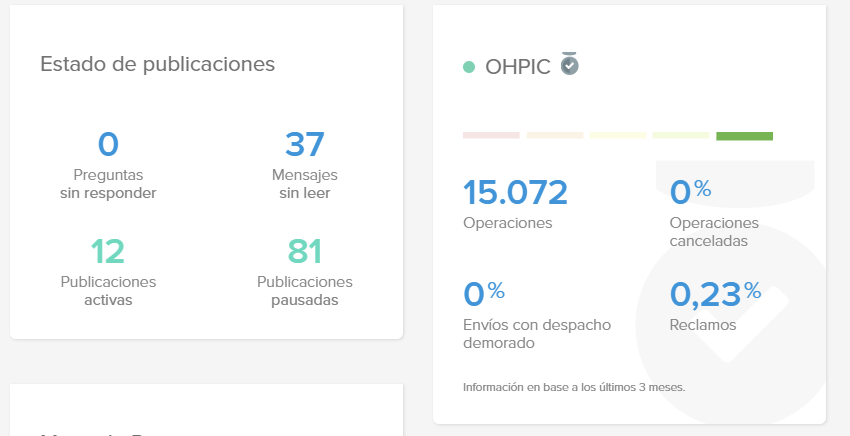 Estado de publicaciones
0
Preguntas
sin responder
37
Mensajes
sin leer
12
Publicaciones
activas
81
Publicaciones
pausadas
OHPIC
15.072
Operaciones
0%
Operaciones
canceladas
0%
Envíos con despacho
demorado
0,23%
Reclamos
Información en base a los últimos 3 meses.